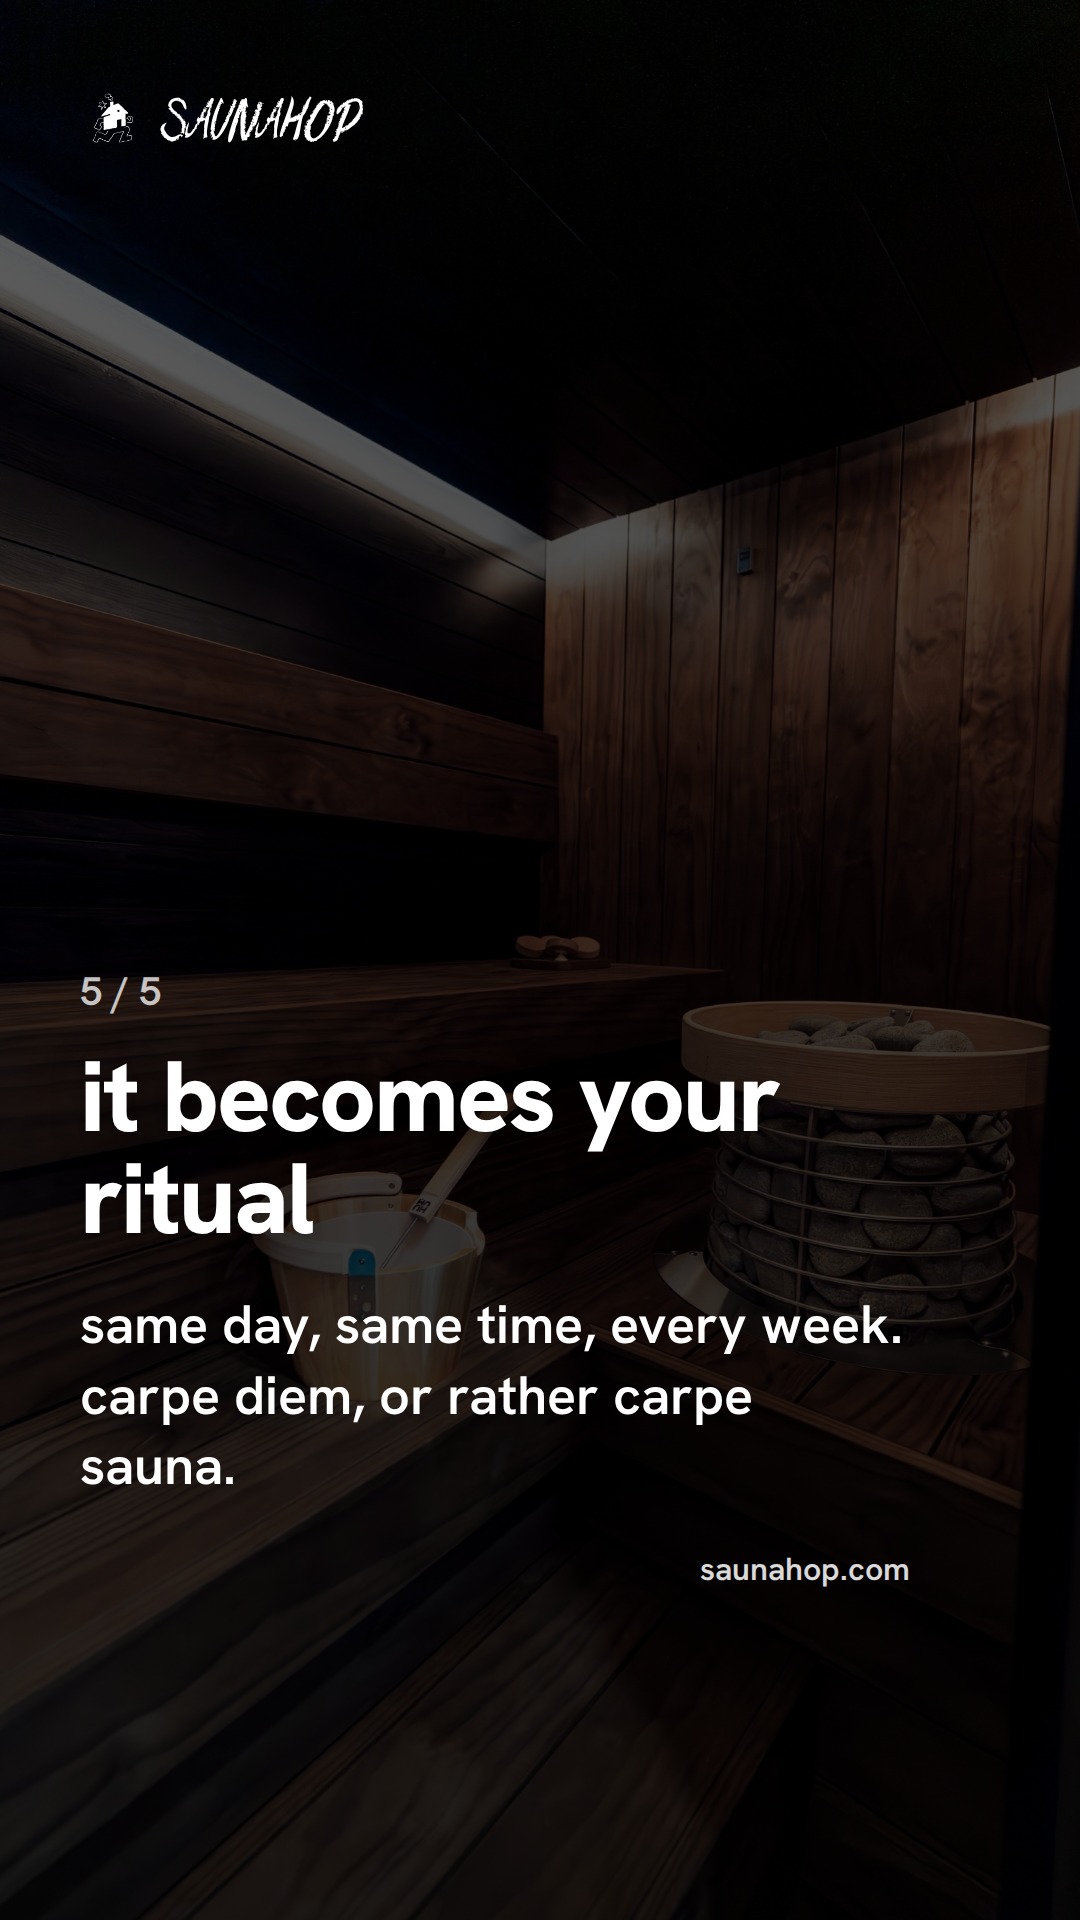 SAUNAHOP
5 / 5
it becomes your
ritual
same day, same time, every week.
carpe diem, or rather carpe
sauna.
saunahop.com